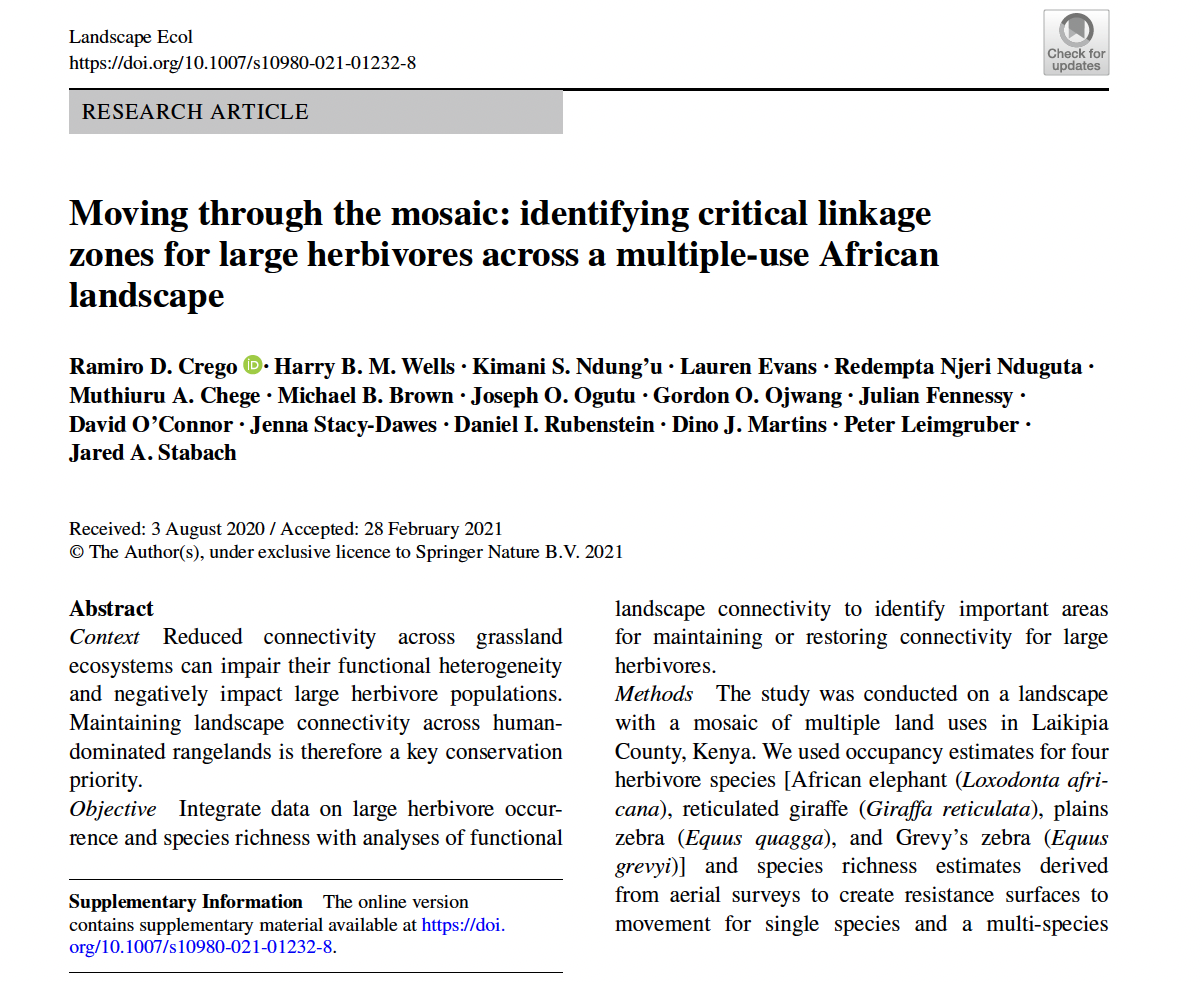 Landscape Ecol
https://doi.org/10.1007/s10980-021-01232-8
Check for
updates
RESEARCH ARTICLE
Moving through the mosaic: identifying critical linkage
zones for large herbivores across a multiple-use African
landscape
Ramiro D. Crego iD · Harry B. M. Wells · Kimani S. Ndung’u · Lauren Evans · Redempta Njeri Nduguta ·
Muthiuru A. Chege · Michael B. Brown · Joseph O. Ogutu · Gordon O. Ojwang · Julian Fennessy ·
David O’Connor · Jenna Stacy-Dawes · Daniel I. Rubenstein · Dino J. Martins · Peter Leimgruber ·
Jared A. Stabach
Received: 3 August 2020 / Accepted: 28 February 2021
© The Author(s), under exclusive licence to Springer Nature B.V. 2021
Abstract
Context Reduced connectivity across grassland
ecosystems can impair their functional heterogeneity
and negatively impact large herbivore populations.
Maintaining landscape connectivity across human-
dominated rangelands is therefore a key conservation
priority.
Objective Integrate data on large herbivore occur-
rence and species richness with analyses of functional
Supplementary Information The online version
contains supplementary material available at https://doi.
org/10.1007/s10980-021-01232-8.
landscape connectivity to identify important areas
for maintaining or restoring connectivity for large
herbivores.
Methods The study was conducted on a landscape
with a mosaic of multiple land uses in Laikipia
County, Kenya. We used occupancy estimates for four
herbivore species [African elephant (Loxodonta afri-
cana), reticulated giraffe (Giraffa reticulata), plains
zebra (Equus quagga), and Grevy’s zebra (Equus
grevyi)] and species richness estimates derived
from aerial surveys to create resistance surfaces to
movement for single species and a multi-species